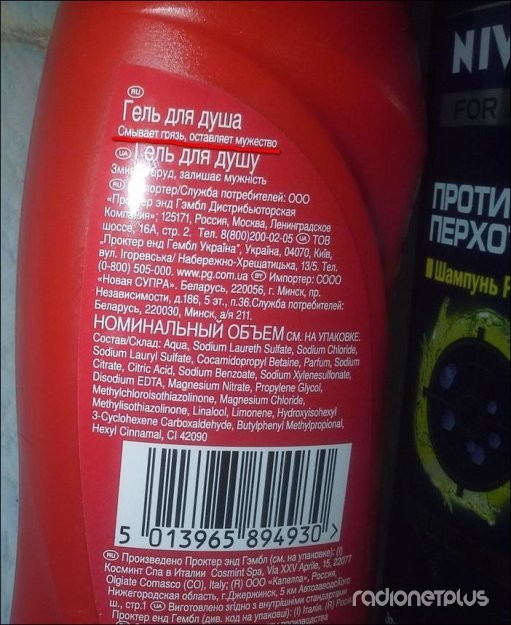 RU
Гель для душа
Смывает грязь, оставляет мужество
UA
Гель для душу
бруд, залишає мужність
RU
Служба потребителей: ООО
«Проктер энд Гембл Дистрибьюторская
Компания»; 125171, Россия, Москва, Ленинградское
шоссе, 16А, стр. 2. Тел. 8(800)200-02-05 UA ТОВ
„Проктер енд Гембл Україна”, Україна, 04070, Київ,
вул. Ігоревська/ Набережно-Хрещатицька, 13/5. Тел.
(0-800) 505-000. www.pg.com.ua BY Импортер: СООО
«Новая СУПРА». Беларусь, 220056, г. Минск, пр.
Независимости, д.186, 5 эт., п.36.Служба потребителей:
Беларусь, 220030, Минск, а/я 211.
НОМИНАЛЬНЫЙ ОБЪЕМ СМ. НА УПАКОВКЕ.
Состав/Склад: Aqua, Sodium Laureth Sulfate, Sodium Chloride,
Sodium Lauryl Sulfate, Cocamidopropyl Betaine, Parfum, Sodium
Citrate, Citric Acid, Sodium Benzoate, Sodium Xylenesulfonate,
Disodium EDTA, Magnesium Nitrate, Propylene Glycol,
Methylchloroisothiazolinone, Magnesium Chloride,
Methylisothiazolinone, Linalool, Limonene, Hydroxyisohexyl
3-Cyclohexene Carboxaldehyde, Butylphenyl Methylpropional,
Hexyl Cinnamal, CI 42090
5 013965 894930 >
RU Произведено Проктер энд Гэмбл (см. на упаковке): (I)
Косминт Спа в Италии Cosmint Spa, Via XXV Aprile, 15, 22077
Olgiate Comasco (CO), Italy; (R) ООО «Капелла», Россия,
Нижегородская область, г.Дзержинск, 5 км Автозаводского
ш., стр.1 UA Виготовлено згідно з внутрішніми стандартами
Проктер енд Гембл (див. код на упаковці): (I) Італія. (R)
NIV
FOR
ПРОТИ
ПЕРХО
Шампунь
radionetplus